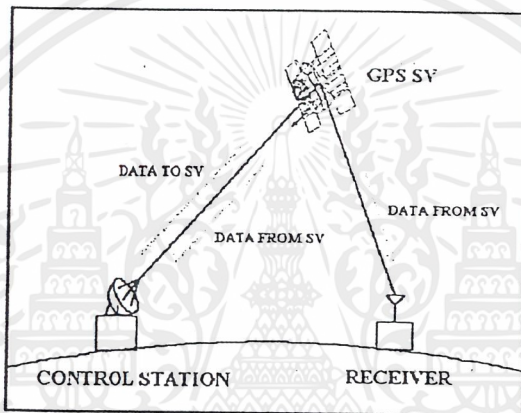 GPS SV
DATA TO SV
DATA FROM SV
DATA FROM SV
CONTROL STATION
RECEIVER